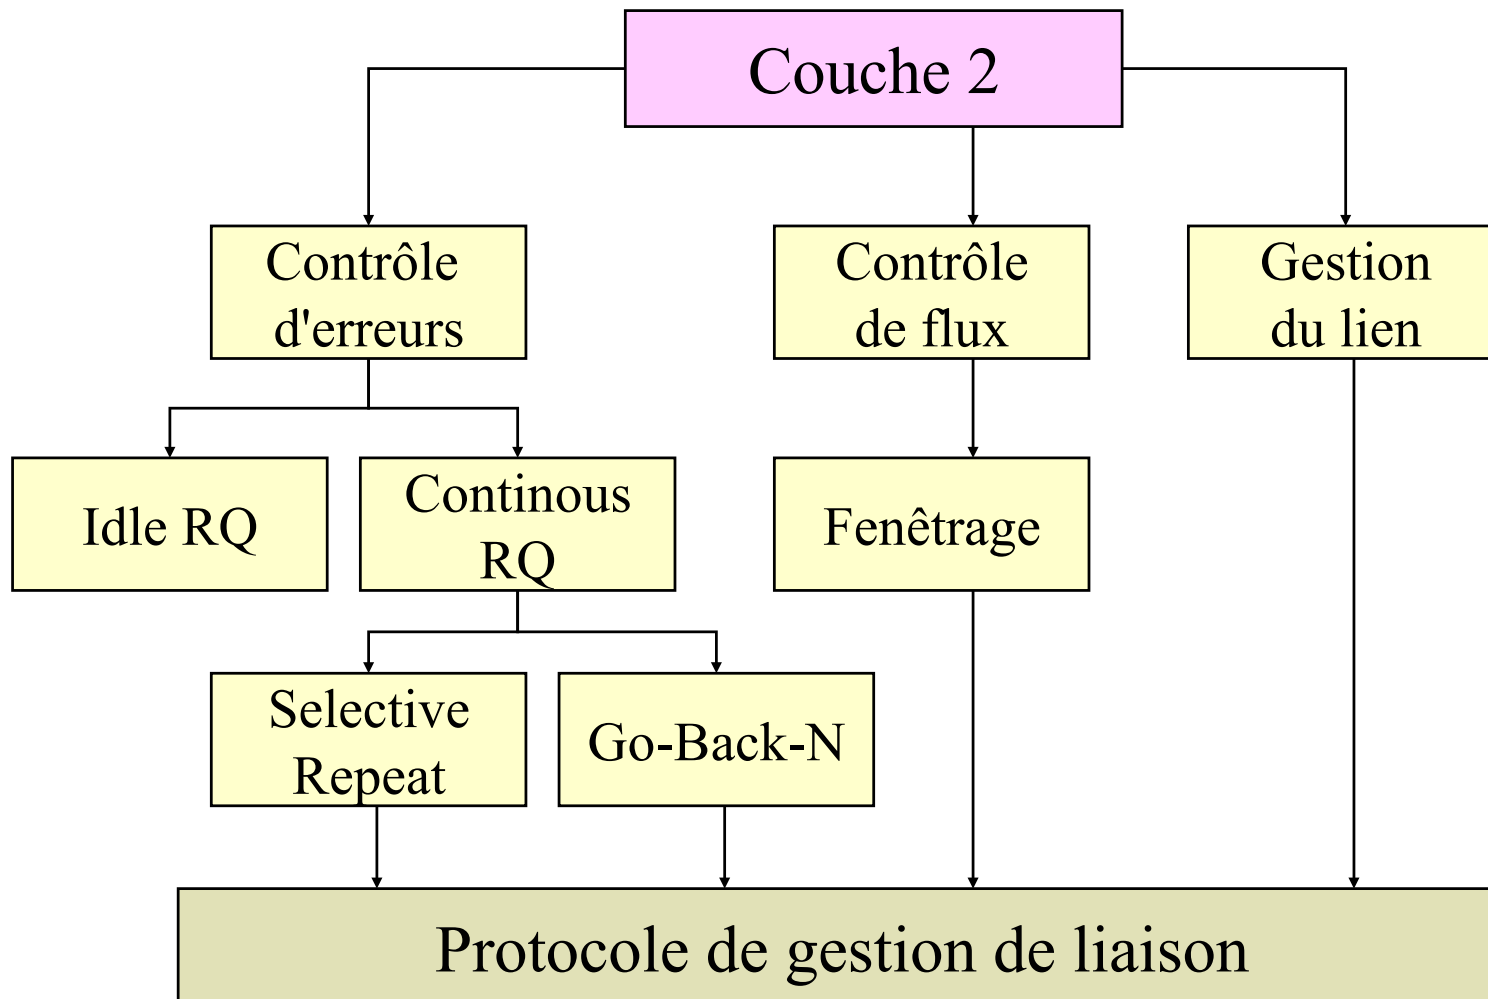 Couche 2
Contrôle
d'erreurs
Contrôle
de flux
Gestion
du lien
Idle RQ
Continous
RQ
Fenêtrage
Selective
Repeat
Go-Back-N
Protocole de gestion de liaison